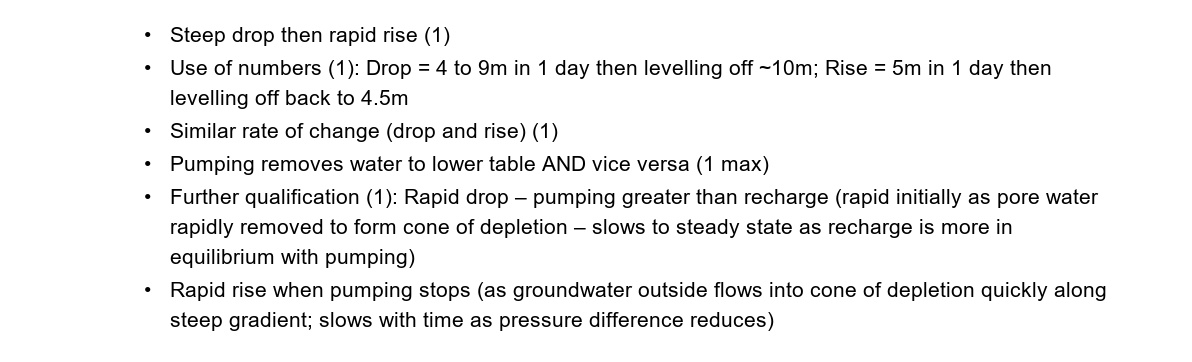 • Steep drop then rapid rise (1)
• Use of numbers (1): Drop = 4 to 9m in 1 day then levelling off ~10m; Rise = 5m in 1 day then
levelling off back to 4.5m
• Similar rate of change (drop and rise) (1)
• Pumping removes water to lower table AND vice versa (1 max)
• Further qualification (1): Rapid drop – pumping greater than recharge (rapid initially as pore water
rapidly removed to form cone of depletion – slows to steady state as recharge is more in
equilibrium with pumping)
• Rapid rise when pumping stops (as groundwater outside flows into cone of depletion quickly along
steep gradient; slows with time as pressure difference reduces)